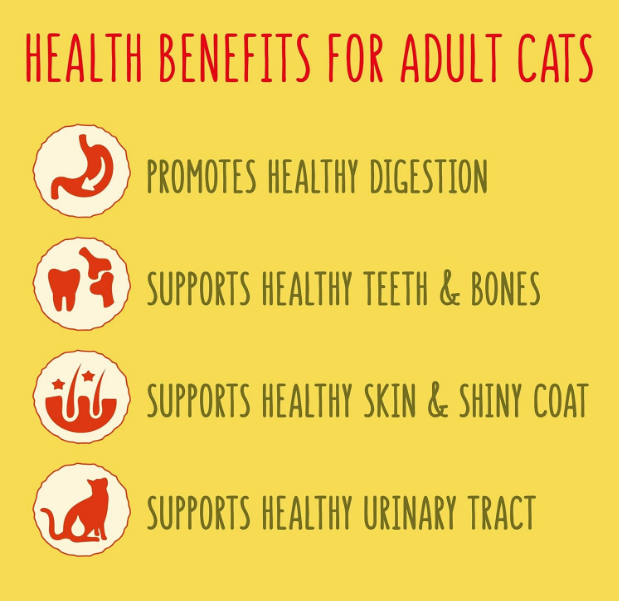 HEALTH BENEFITS FOR ADULT CATS
PROMOTES HEALTHY DIGESTION
SUPPORTS HEALTHY TEETH & BONES
SUPPORTS HEALTHY SKIN & SHINY COAT
SUPPORTS HEALTHY URINARY TRACT